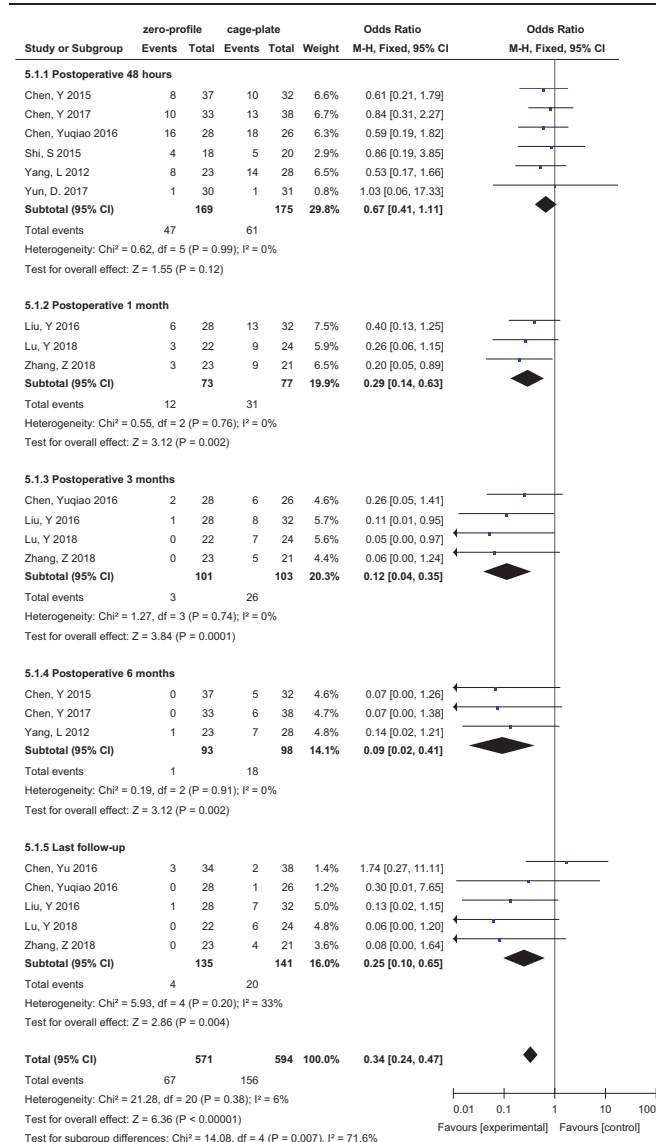 zero-profile cage-plate Odds Ratio Odds Ratio
Study or Subgroup Events Total Events Total Weight M-H, Fixed, 95% CI M-H, Fixed, 95% CI
5.1.1 Postoperative 48 hours
Chen, Y 2015 8 37 10 32 6.6% 0.61 [0.21, 1.79]
Chen, Y 2017 10 33 13 38 6.7% 0.84 [0.31, 2.27]
Chen, Yuqiao 2016 16 28 18 26 6.2% 0.59 [0.19, 1.82]
Shi, S 2015 4 18 5 20 2.9% 0.86 [0.19, 3.85]
Yang, L 2012 8 23 14 28 6.5% 0.53 [0.17, 1.66]
Yun, D. 2017 1 30 1 31 0.8% 1.03 [0.06, 17.33]
Subtotal (95% CI) 169 175 29.8% 0.67 [0.41, 1.11]
Total events 47 61
Heterogeneity: Chi² = 0.62, df = 5 (P = 0.99); I² = 0%
Test for overall effect: Z = 1.55 (P = 0.12)
5.1.2 Postoperative 1 month
Liu, Y 2016 6 28 13 32 7.5% 0.40 [0.13, 1.25]
Lu, Y 2018 3 22 9 24 5.9% 0.26 [0.06, 1.15]
Zhang, Z 2018 3 23 9 21 6.5% 0.20 [0.05, 0.89]
Subtotal (95% CI) 73 77 19.9% 0.29 [0.14, 0.63]
Total events 12 31
Heterogeneity: Chi² = 0.55, df = 2 (P = 0.76); I² = 0%
Test for overall effect: Z = 3.12 (P = 0.002)
5.1.3 Postoperative 3 months
Chen, Yuqiao 2016 2 28 6 26 4.6% 0.26 [0.05, 1.41]
Liu, Y 2016 1 28 8 32 5.7% 0.11 [0.01, 0.95]
Lu, Y 2018 0 22 7 24 5.5% 0.05 [0.00, 0.97]
Zhang, Z 2018 0 23 5 21 4.4% 0.06 [0.00, 1.24]
Subtotal (95% CI) 101 103 20.3% 0.12 [0.04, 0.35]
Total events 3 26
Heterogeneity: Chi² = 1.27, df = 3 (P = 0.74); I² = 0%
Test for overall effect: Z = 3.84 (P = 0.0001)
5.1.4 Postoperative 6 months
Chen, Y 2015 0 37 5 32 4.6% 0.07 [0.00, 1.26]
Chen, Y 2017 0 33 6 38 4.7% 0.07 [0.00, 1.38]
Yang, L 2012 1 23 7 28 4.8% 0.14 [0.02, 1.21]
Subtotal (95% CI) 93 98 14.1% 0.09 [0.02, 0.41]
Total events 1 18
Heterogeneity: Chi² = 0.19, df = 2 (P = 0.91); I² = 0%
Test for overall effect: Z = 3.12 (P = 0.002)
5.1.5 Last follow-up
Chen, Yu 2016 3 34 2 38 1.4% 1.74 [0.27, 11.11]
Chen, Yuqiao 2016 0 28 1 26 1.2% 0.30 [0.01, 7.65]
Liu, Y 2016 1 28 7 32 5.0% 0.13 [0.02, 1.15]
Lu, Y 2018 0 22 6 24 4.8% 0.06 [0.00, 1.20]
Zhang, Z 2018 0 23 4 21 3.6% 0.08 [0.00, 1.64]
Subtotal (95% CI) 135 141 16.0% 0.25 [0.10, 0.65]
Total events 4 20
Heterogeneity: Chi² = 5.93, df = 4 (P = 0.20); I² = 33%
Test for overall effect: Z = 2.86 (P = 0.004)
Total (95% CI) 571 594 100.0% 0.34 [0.24, 0.47]
Total events 67 156
Heterogeneity: Chi² = 21.28, df = 20 (P = 0.38); I² = 6%
0.01 0.1 1 10 100
Test for overall effect: Z = 6.36 (P < 0.00001)
Favours [experimental] Favours [control]
Test for subgroup differences: Chi² = 14.08, df = 4 (P = 0.007), I² = 71.6%